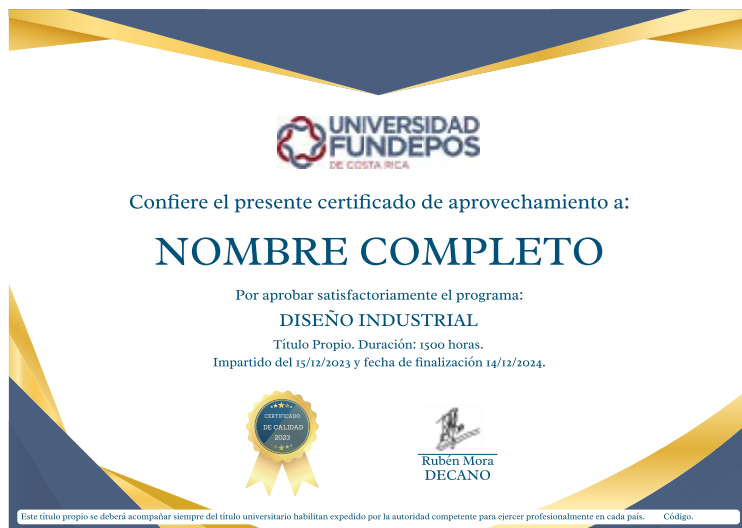 UNIVERSIDAD
FUNDEPOS
DE COSTA RICA
Confiere el presente certificado de aprovechamiento a:
NOMBRE COMPLETO
Por aprobar satisfactoriamente el programa:
DISEÑO INDUSTRIAL
Título Propio. Duración: 1500 horas.
Impartido del 15/12/2023 y fecha de finalización 14/12/2024.
CERTIFICADO
DE CALIDAD
2023
Rubén Mora
DECANO
Este título propio se deberá acompañar siempre del título universitario habilitan expedido por la autoridad competente para ejercer profesionalmente en cada país. Código.